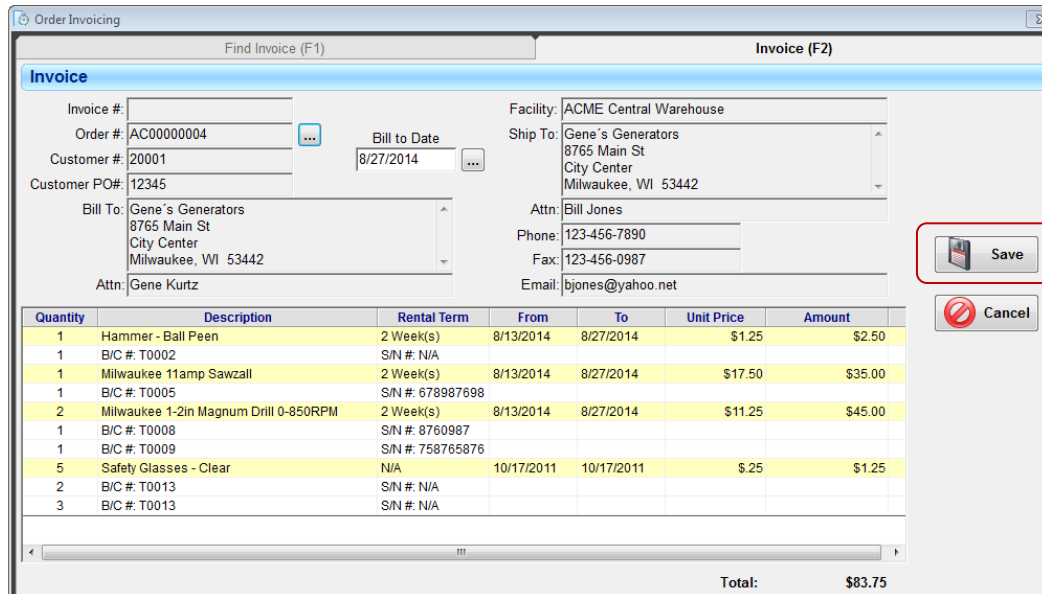 Order Invoicing
Find Invoice (F1)
Invoice (F2)
Invoice
Invoice #:
Order #: AC00000004 ...
Customer #: 20001
Customer PO#: 12345
Bill to Date
8/27/2014 ...
Bill To: Gene´s Generators
8765 Main St
City Center
Milwaukee, WI 53442
Attn: Gene Kurtz
Facility: ACME Central Warehouse
Ship To: Gene´s Generators
8765 Main St
City Center
Milwaukee, WI 53442
Attn: Bill Jones
Phone: 123-456-7890
Fax: 123-456-0987
Email: bjones@yahoo.net
Save
Cancel
Quantity Description Rental Term From To Unit Price Amount
1 Hammer - Ball Peen 2 Week(s) 8/13/2014 8/27/2014 $1.25 $2.50
1 B/C #: T0002 S/N #: N/A
1 Milwaukee 11amp Sawzall 2 Week(s) 8/13/2014 8/27/2014 $17.50 $35.00
1 B/C #: T0005 S/N #: 678987698
2 Milwaukee 1-2in Magnum Drill 0-850RPM 2 Week(s) 8/13/2014 8/27/2014 $11.25 $45.00
1 B/C #: T0008 S/N #: 8760987
1 B/C #: T0009 S/N #: 758765876
5 Safety Glasses - Clear N/A 10/17/2011 10/17/2011 $.25 $1.25
2 B/C #: T0013 S/N #: N/A
3 B/C #: T0013 S/N #: N/A
Total: $83.75